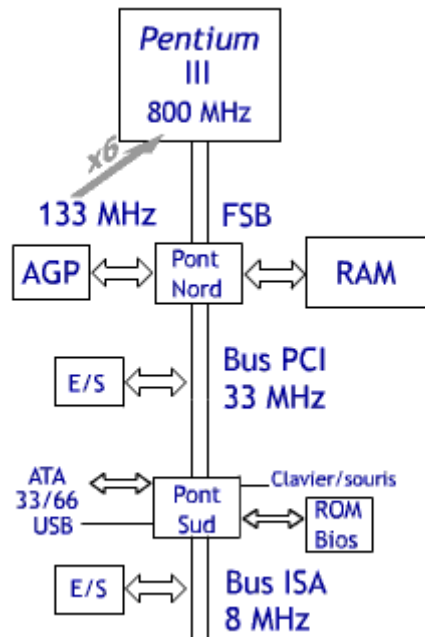 Pentium
III
800 MHz
x6
133 MHz
FSB
AGP
Pont
Nord
RAM
E/S
Bus PCI
33 MHz
ATA
33/66
USB
Pont
Sud
Clavier/souris
ROM
Bios
E/S
Bus ISA
8 MHz